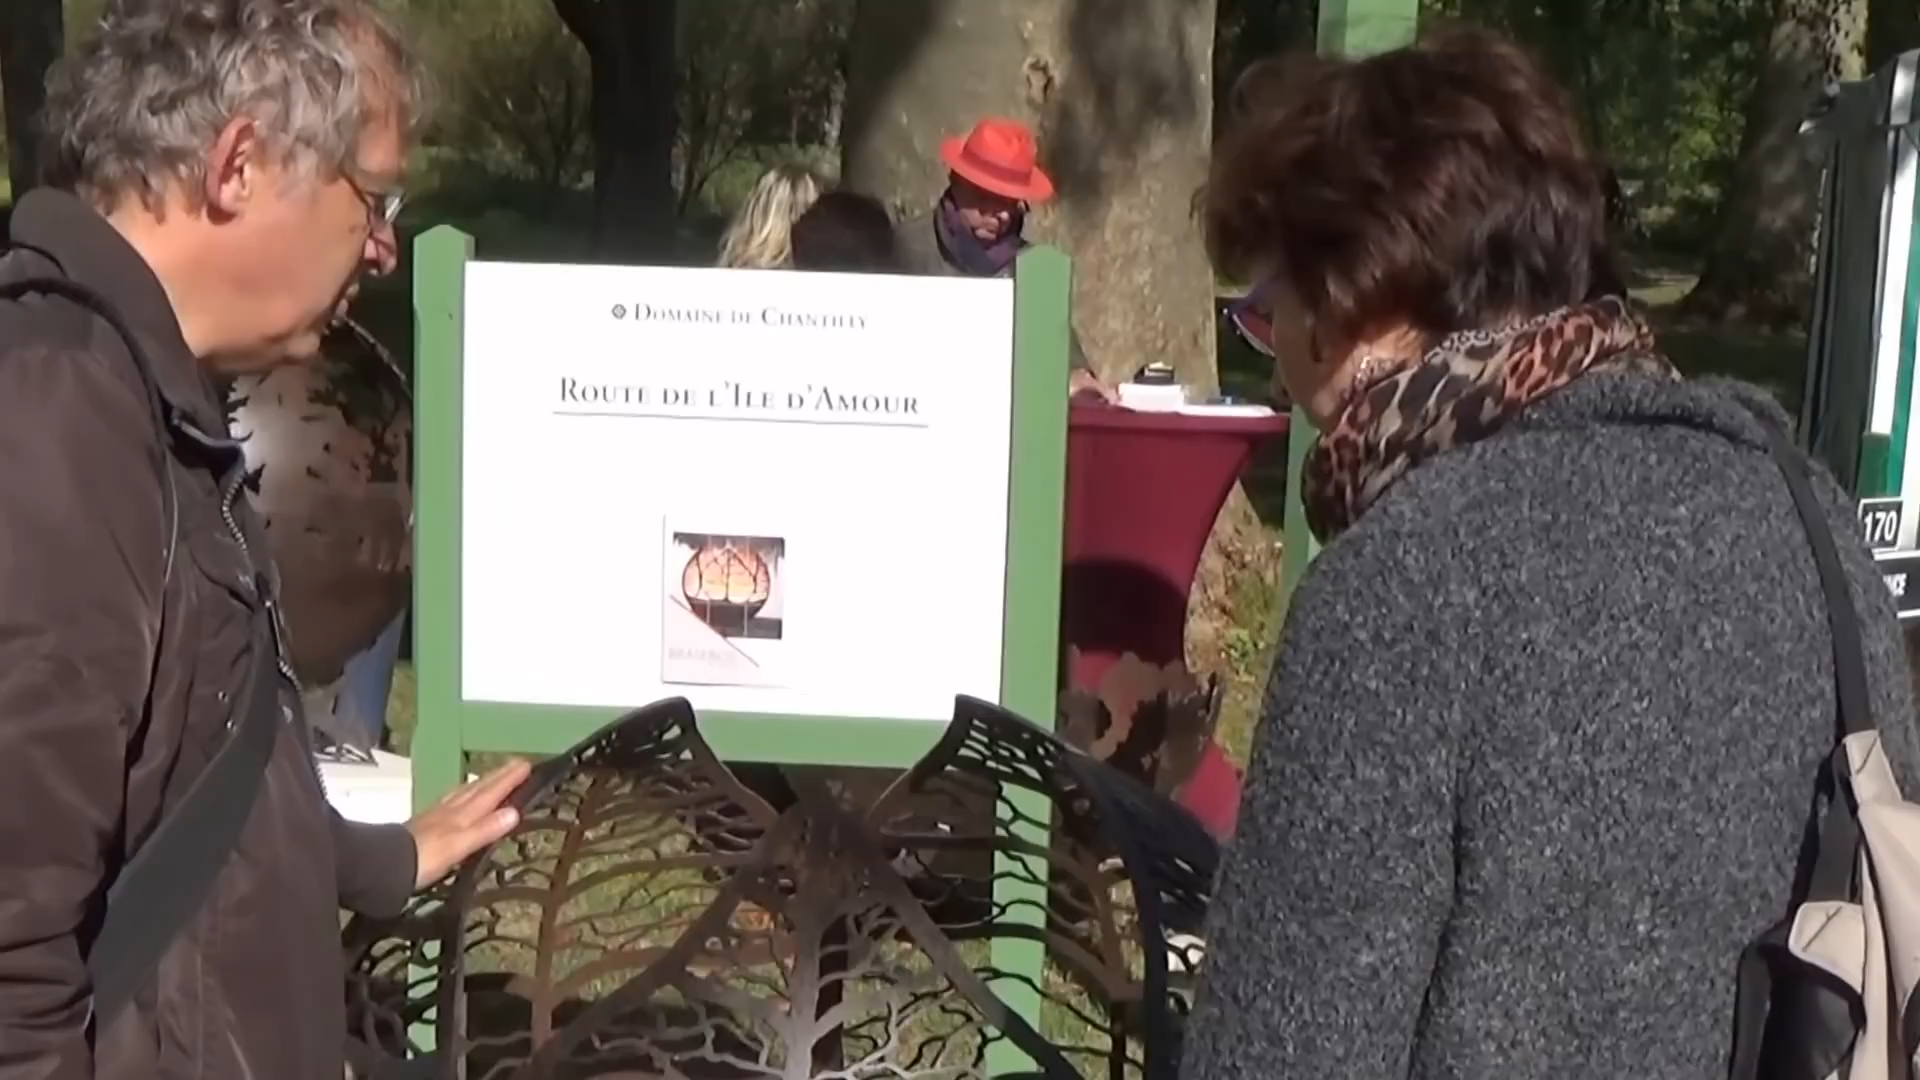 DOMAINE DE CHANTILLY
ROUTE DE L'ILE D'AMOUR
170